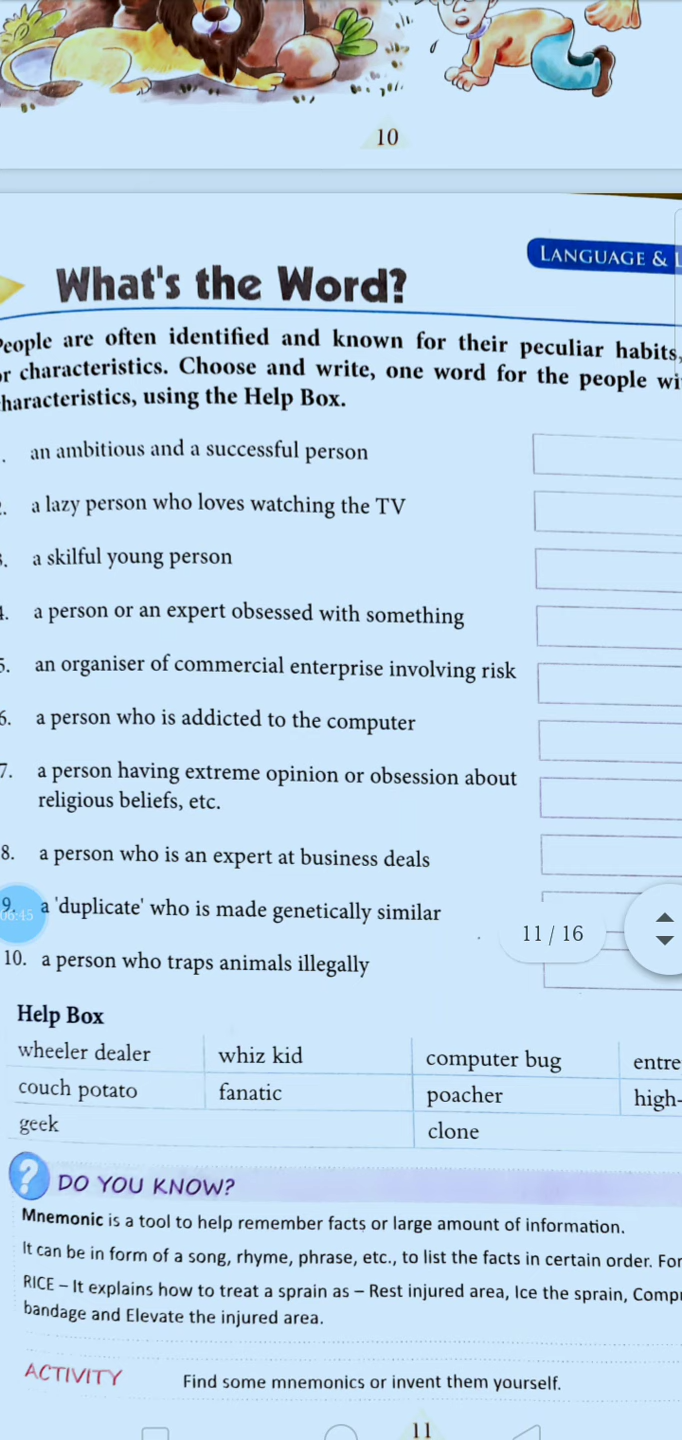 10
LANGUAGE &
What's the Word?
People are often identified and known for their peculiar habits,
or characteristics. Choose and write, one word for the people
characteristics, using the Help Box.
. an ambitious and a successful person
2. a lazy person who loves watching the TV
3. a skilful young person
4. a person or an expert obsessed with something
5. an organiser of commercial enterprise involving risk
6. a person who is addicted to the computer
7. a person having extreme opinion or obsession about
religious beliefs, etc.
8. a person who is an expert at business deals
9. a 'duplicate' who is made genetically similar
06:45
11 / 16
10. a person who traps animals illegally
Help Box
wheeler dealer whiz kid computer bug entre
couch potato fanatic poacher high-
geek clone
? DO YOU KNOW?
Mnemonic is a tool to help remember facts or large amount of information.
It can be in form of a song, rhyme, phrase, etc., to list the facts in certain order. For
RICE – It explains how to treat a sprain as – Rest injured area, Ice the sprain, Comp
bandage and Elevate the injured area.
ACTIVITY Find some mnemonics or invent them yourself.
11